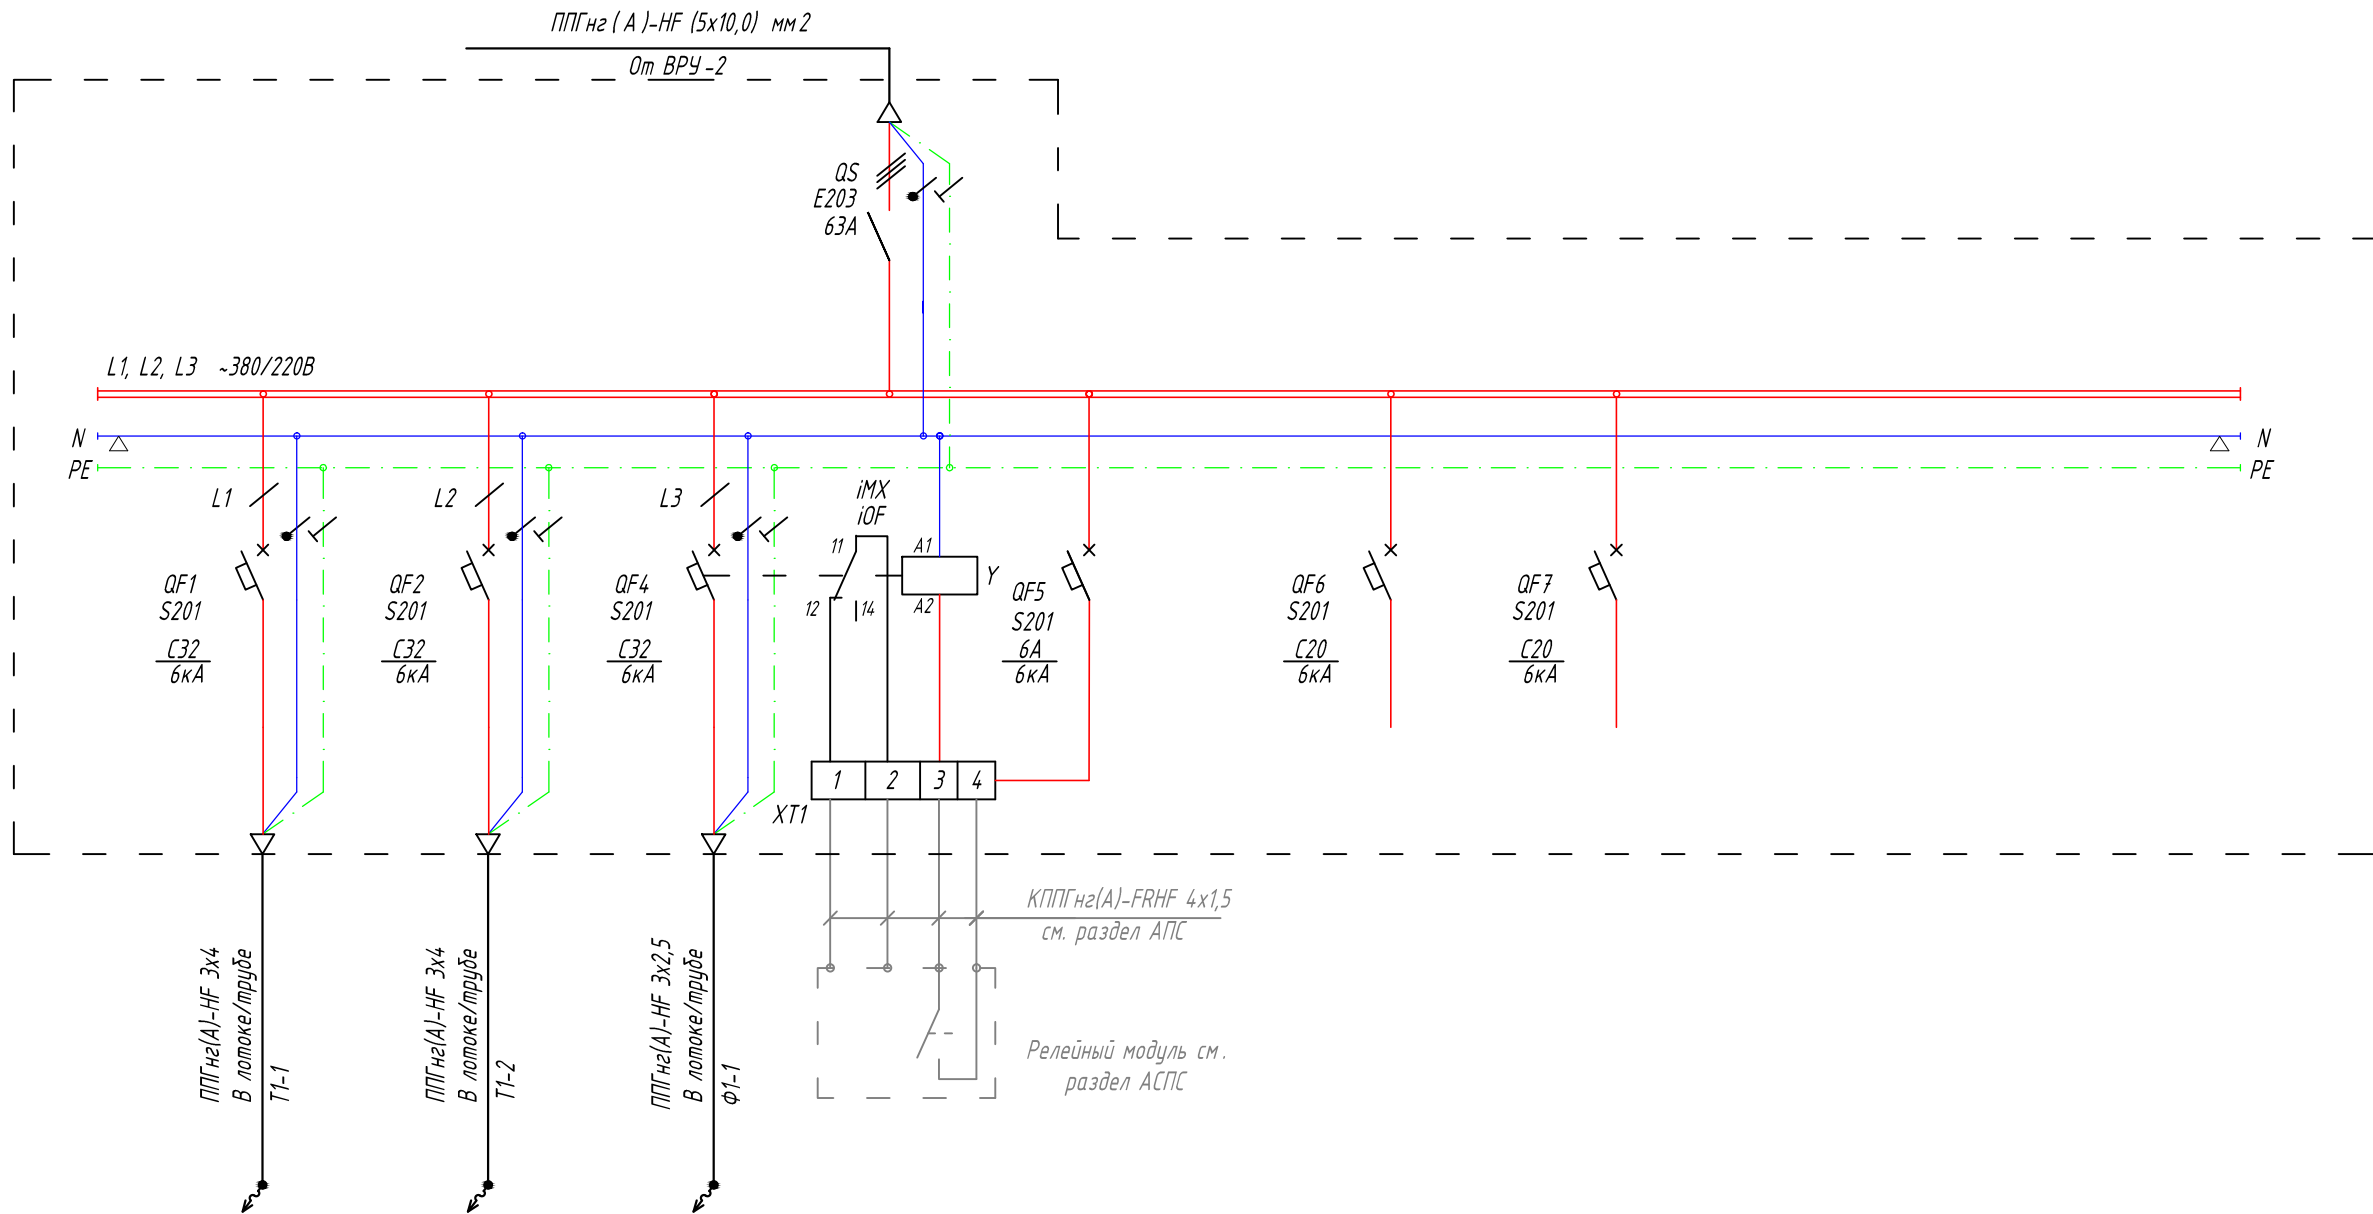 ППГнг ( А )-HF (5х10,0) мм2
От ВРУ-2
QS
E203
63А
L1, L2, L3 ~380/220В
N
PE
N
PE
L1
L2
L3
iMX
iOF
11
12
14
A1
A2
Y
QF1
S201
C32
6кА
QF2
S201
C32
6кА
QF4
S201
C32
6кА
QF5
S201
6А
6кА
QF6
S201
C20
6кА
QF7
S201
C20
6кА
1 2 3 4
XT1
КППГнг(А)-FRHF 4х1,5
см. раздел АПС
Релейный модуль см.
раздел АСПС
ППГнг(А)-HF 3х4
В лотоке/трубе
Т1-1
ППГнг(А)-HF 3х4
В лотоке/трубе
Т1-2
ППГнг(А)-HF 3х2,5
В лотоке/трубе
Ф1-1